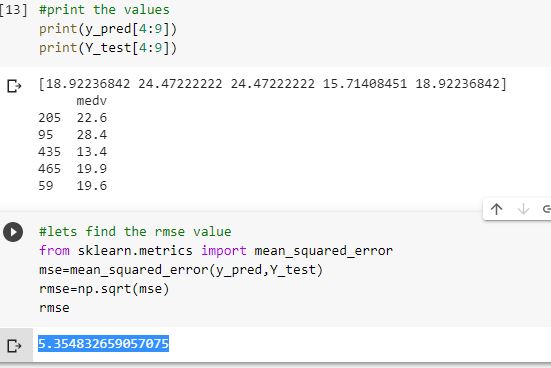 [13] #print the values
print(y_pred[4:9])
print(Y_test[4:9])
[18.92236842 24.47222222 24.47222222 15.71408451 18.92236842]
medv
205 22.6
95 28.4
435 13.4
465 19.9
59 19.6
#lets find the rmse value
from sklearn.metrics import mean_squared_error
mse=mean_squared_error(y_pred,Y_test)
rmse=np.sqrt(mse)
rmse
5.354832659057075